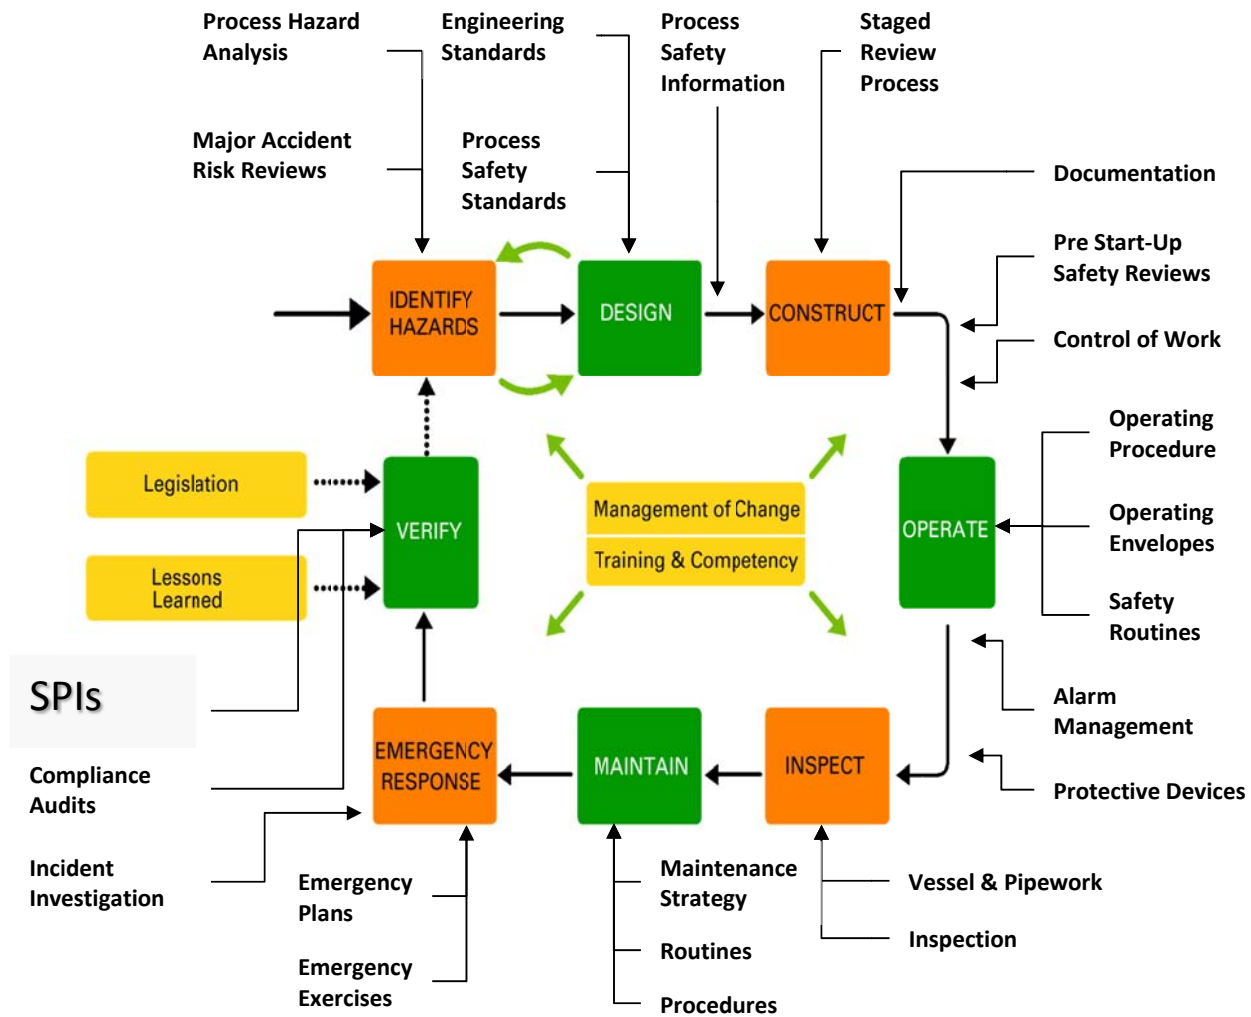 Process Hazard
Analysis
Engineering
Standards
Process
Safety
Information
Staged
Review
Process
Major Accident
Risk Reviews
Process
Safety
Standards
Documentation
Pre Start-Up
Safety Reviews
Control of Work
IDENTIFY
HAZARDS
DESIGN
CONSTRUCT
Operating
Procedure
Operating
Envelopes
Safety
Routines
Legislation
Lessons
Learned
VERIFY
Management of Change
Training & Competency
OPERATE
SPIs
Compliance
Audits
Incident
Investigation
EMERGENCY
RESPONSE
MAINTAIN
INSPECT
Alarm
Management
Protective Devices
Emergency
Plans
Emergency
Exercises
Maintenance
Strategy
Routines
Procedures
Vessel & Pipework
Inspection